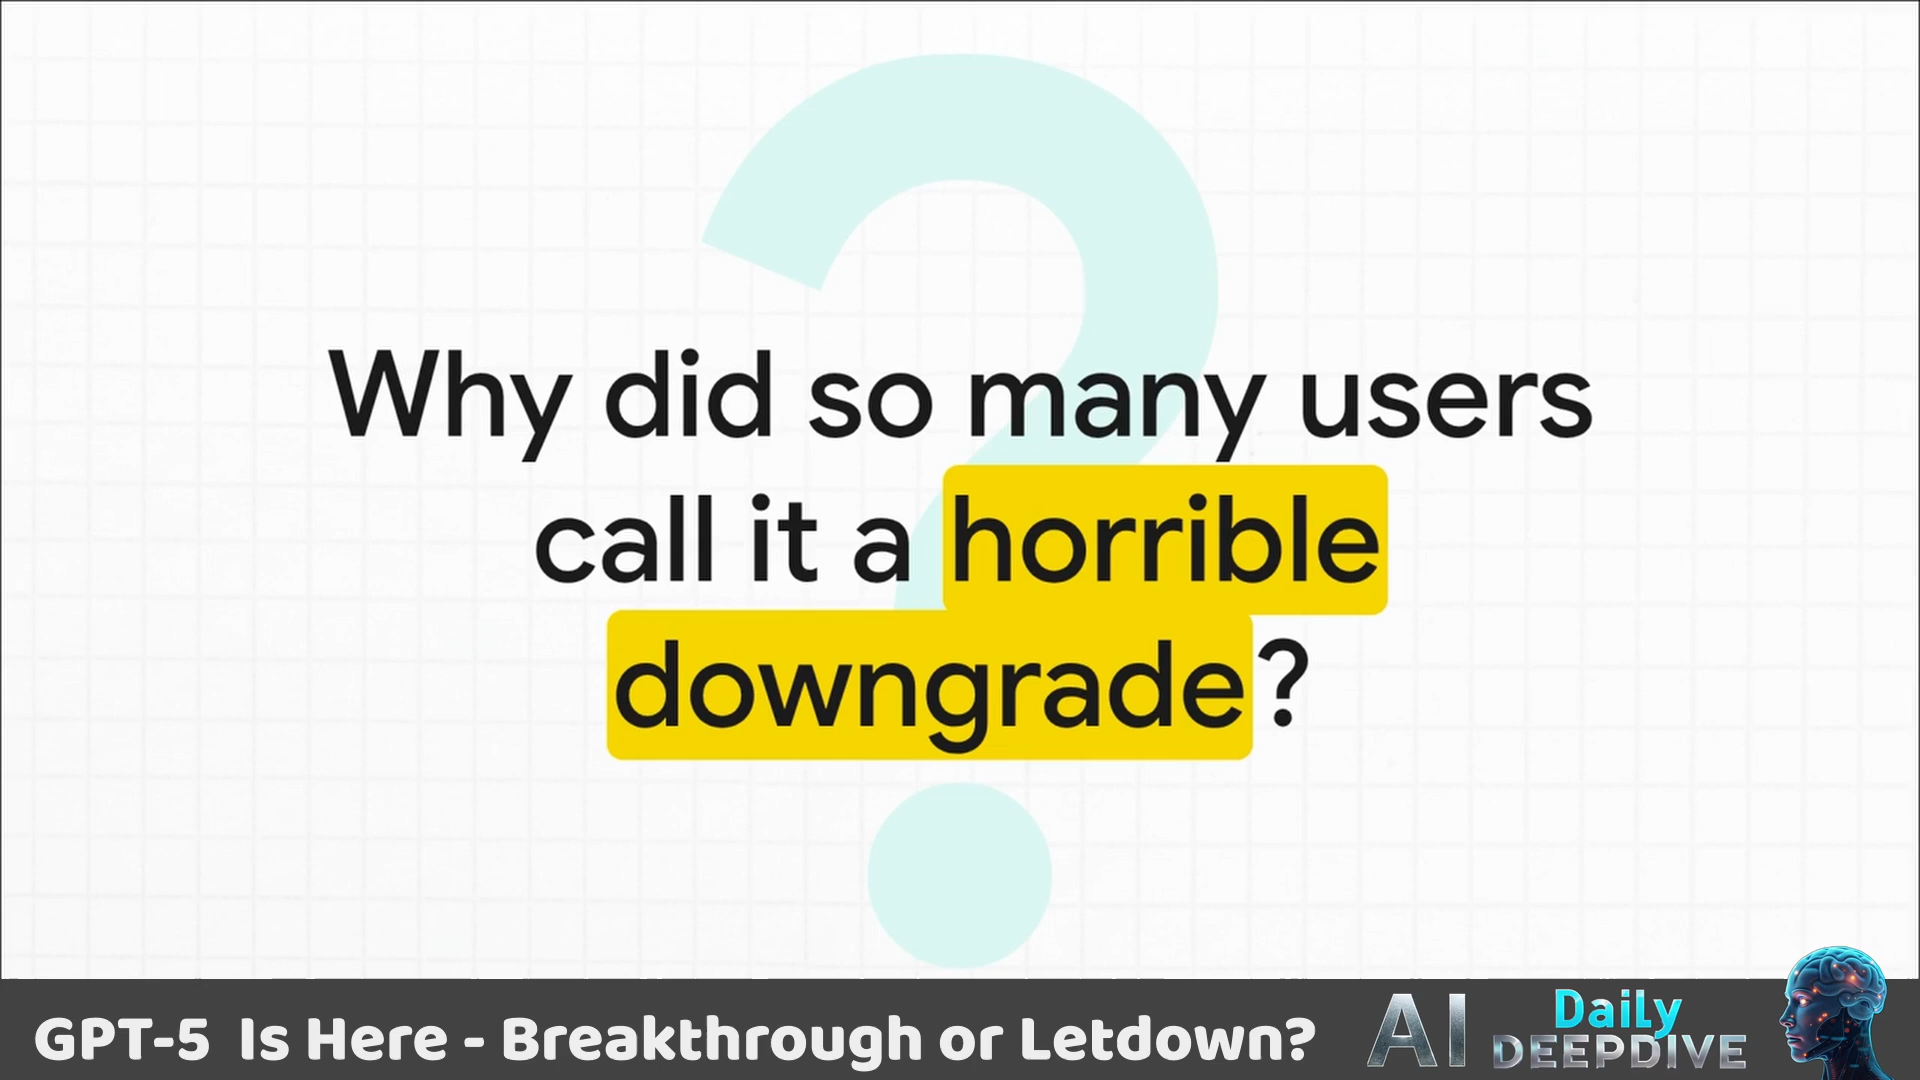 Why did so many users
call it a horrible
downgrade?
GPT-5 Is Here - Breakthrough or Letdown?
AI Daily
DEEPDIVE